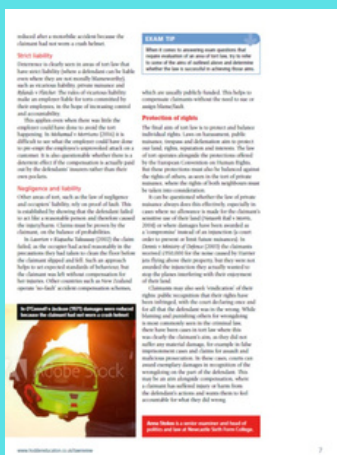 reduced after a motorbike accident because the
claimant had not worn a crash helmet.
Strict liability
Deterrence is clearly seen in areas of tort law that
have strict liability (where a defendant can be liable
even where they are not morally blameworthy),
such as vicarious liability, private nuisance and
Rylands v Fletcher. The rules of vicarious liability
make an employer liable for torts committed by
their employees, in the hope of increasing control
and accountability.
This applies even when there was little the
employer could have done to avoid the tort
happening. In Mohamud v Morrisons (2016) it is
difficult to see what the employer could have done
to pre-empt the employee's unprovoked attack on a
customer. It is also questionable whether there is a
deterrent effect if the compensation is actually paid
out by the defendants' insurers rather than their
own pockets.
Negligence and liability
Other areas of tort, such as the law of negligence
and occupiers' liability, rely on proof of fault. This
is established by showing that the defendant failed
to act like a reasonable person and therefore caused
the injury/harm. Claims must be proven by the
claimant, on the balance of probabilities.
In Laverton v Kiapasha Takeaway (2002) the claim
failed, as the occupier had acted reasonably in the
precautions they had taken to clean the floor before
the claimant slipped and fell. Such an approach
helps to set expected standards of behaviour, but
the claimant was left without compensation for
her injuries. Other countries such as New Zealand
operate 'no-fault' accident compensation schemes,
In O'Connell v Jackson (1971) damages were reduced
because the claimant had not worn a crash helmet
EXAM TIP
When it comes to answering exam questions that
require evaluation of an area of tort law, try to refer
to some of the aims of outlined above and determine
whether the law is successful in achieving those aims.
which are usually publicly funded. This helps to
compensate claimants without the need to use or
assign blame/fault.
Protection of rights
The final aim of tort law is to protect and balance
individual rights. Laws on harassment, public
nuisance, trespass and defamation aim to protect
our land, rights, reputation and interests. The law
of tort operates alongside the protections offered
by the European Convention on Human Rights.
But these protections must also be balanced against
the rights of others, as seen in the tort of private
nuisance, where the rights of both neighbours must
be taken into consideration.
It can be questioned whether the law of private
nuisance always does this effectively, especially in
cases where no allowance is made for the claimant's
sensitive use of their land (Network Rail v Morris,
2004) or where damages have been awarded as
a 'compromise' instead of an injunction (a court
order to prevent or limit future nuisances). In
Dennis v Ministry of Defence (2003) the claimants
received £950,000 for the noise caused by Harrier
jets flying above their property, but they were not
awarded the injunction they actually wanted to
stop the planes interfering with their enjoyment
of their land.
Claimants may also seek 'vindication' of their
rights: public recognition that their rights have
been infringed, with the court declaring once and
for all that the defendant was in the wrong. While
blaming and punishing others for wrongdoing
is most commonly seen in the criminal law,
there have been cases in tort law where this
was clearly the claimant's aim, as they did not
suffer any material damage, for example in false
imprisonment cases and claims for assault and
malicious prosecution. In these cases, courts can
award exemplary damages in recognition of the
wrongdoing on the part of the defendant. This
may be an aim alongside compensation, where
a claimant has suffered injury or harm from
the defendant's actions and wants them to feel
accountable for what they did wrong.
Anna Stokes is a senior examiner and head of
politics and law at Newcastle Sixth Form College.
7